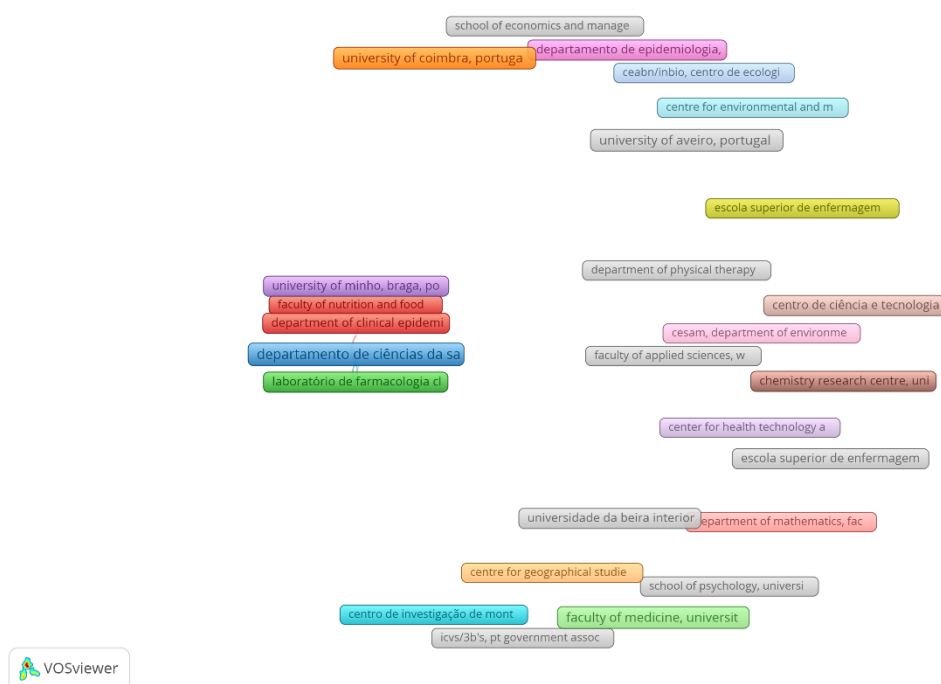 school of economics and manage
departamento de epidemiologia,
university of coimbra, portuga
ceabn/inbio, centro de ecologi
centre for environmental and m
university of aveiro, portugal
escola superior de enfermagem
department of physical therapy
university of minho, braga, po
faculty of nutrition and food
centro de ciência e tecnologia
department of clinical epidemi
cesam, department of environme
departamento de ciências da sa
faculty of applied sciences, w
laboratório de farmacologia cl
chemistry research centre, uni
center for health technology a
escola superior de enfermagem
universidade da beira interior
epartment of mathematics, fac
centre for geographical studie
school of psychology, universi
centro de investigação de mont
faculty of medicine, universit
icvs/3b's, pt government assoc
VOSviewer